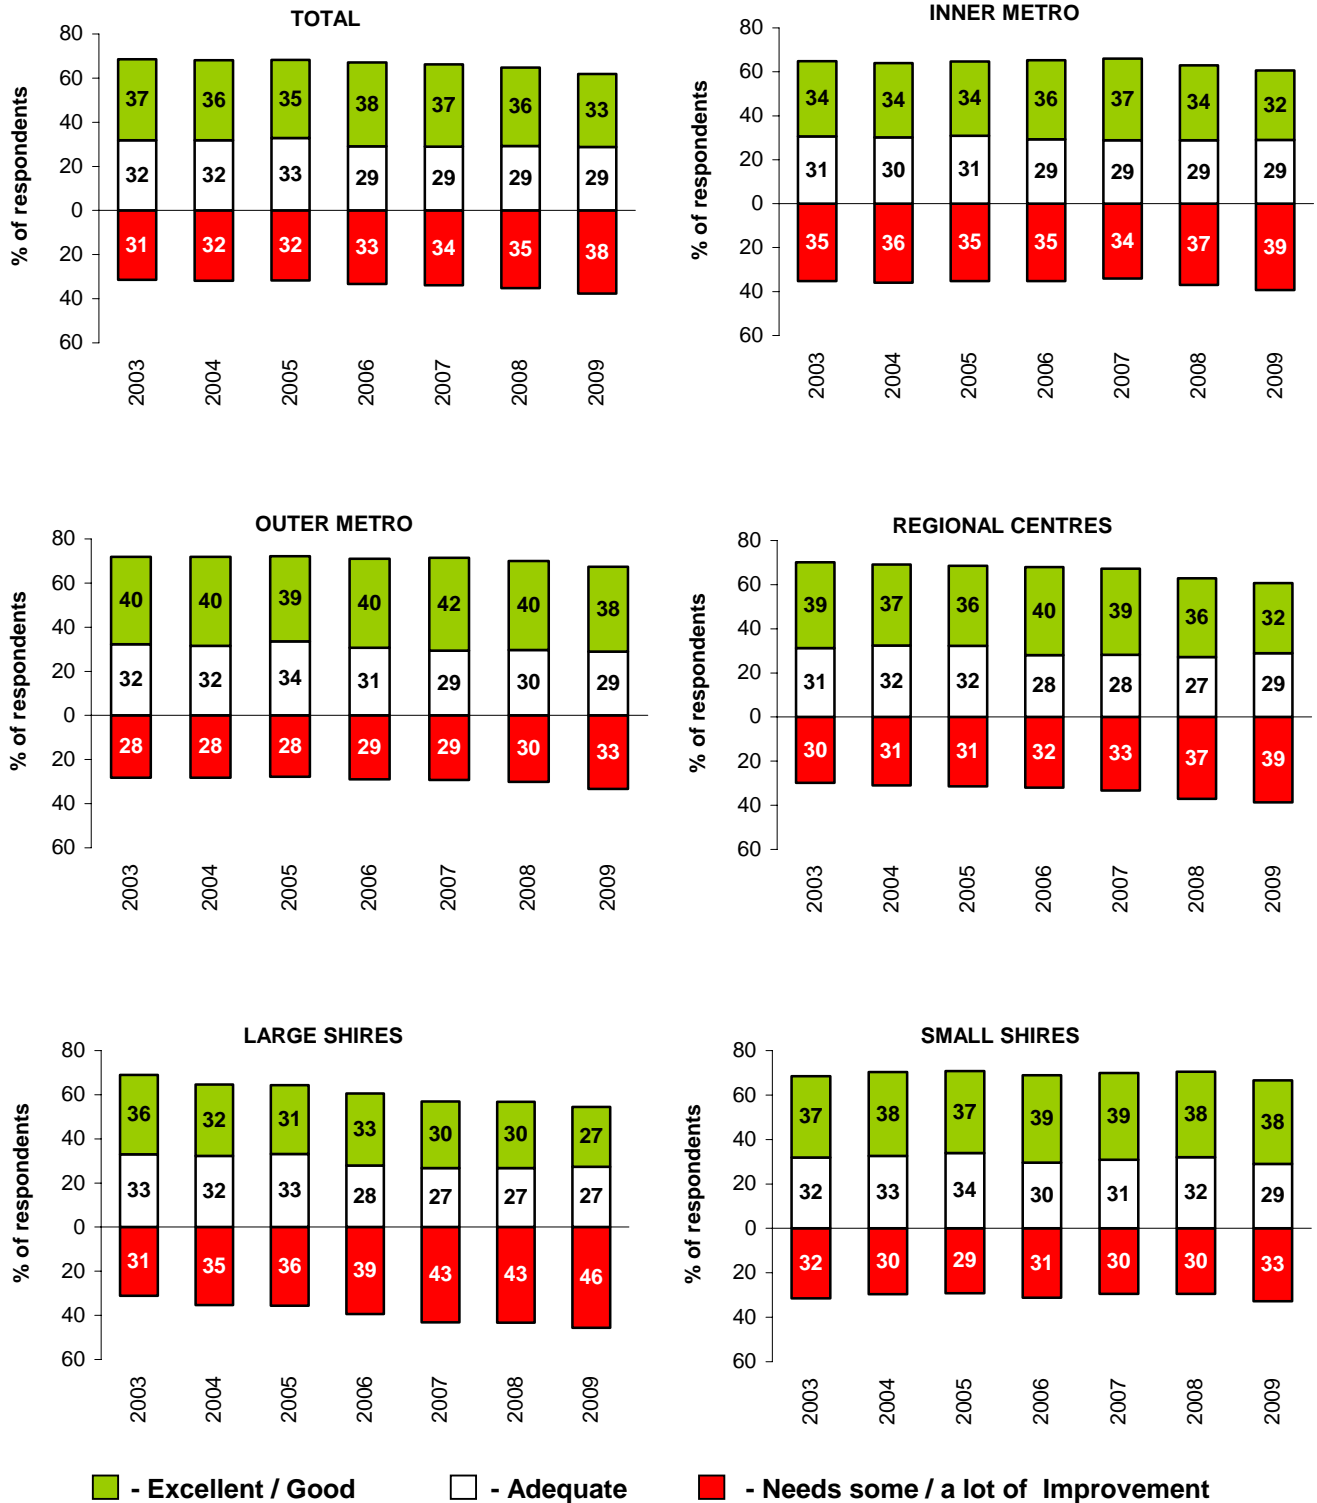 TOTAL
80
60
40
20
0
20
40
60
% of respondents
37 36 35 38 37 36 33
32 32 33 29 29 29 29
31 32 32 33 34 35 38
2003 2004 2005 2006 2007 2008 2009
INNER METRO
80
60
40
20
0
20
40
60
% of respondents
34 34 34 36 37 34 32
31 30 31 29 29 29 29
35 36 35 35 34 37 39
2003 2004 2005 2006 2007 2008 2009
OUTER METRO
80
60
40
20
0
20
40
60
% of respondents
40 40 39 40 42 40 38
32 32 34 31 29 30 29
28 28 28 29 29 30 33
2003 2004 2005 2006 2007 2008 2009
REGIONAL CENTRES
80
60
40
20
0
20
40
60
% of respondents
39 37 36 40 39 36 32
31 32 32 28 28 27 29
30 31 31 32 33 37 39
2003 2004 2005 2006 2007 2008 2009
LARGE SHIRES
80
60
40
20
0
20
40
60
% of respondents
36 32 31 33 30 30 27
33 32 33 28 27 27 27
31 35 36 39 43 43 46
2003 2004 2005 2006 2007 2008 2009
SMALL SHIRES
80
60
40
20
0
20
40
60
% of respondents
37 38 37 39 39 38 38
32 33 34 30 31 32 29
32 30 29 31 30 30 33
2003 2004 2005 2006 2007 2008 2009
- Excellent / Good - Adequate - Needs some / a lot of Improvement